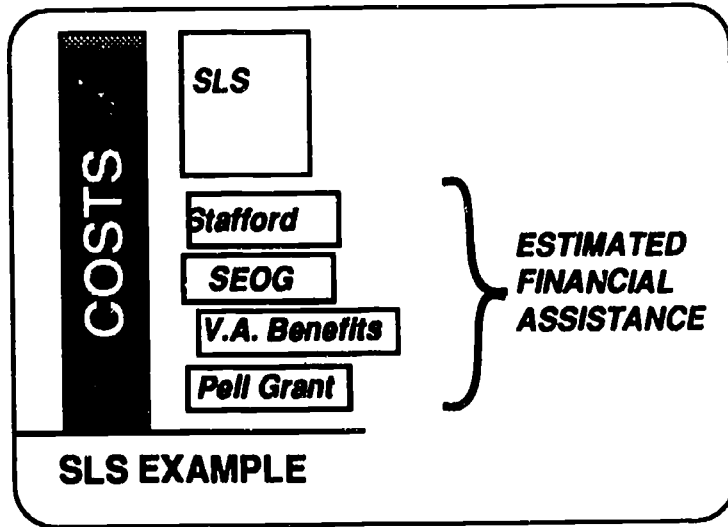 COSTS
SLS
Stafford
SEOG
V.A. Benefits
Pell Grant
ESTIMATED
FINANCIAL
ASSISTANCE
SLS EXAMPLE